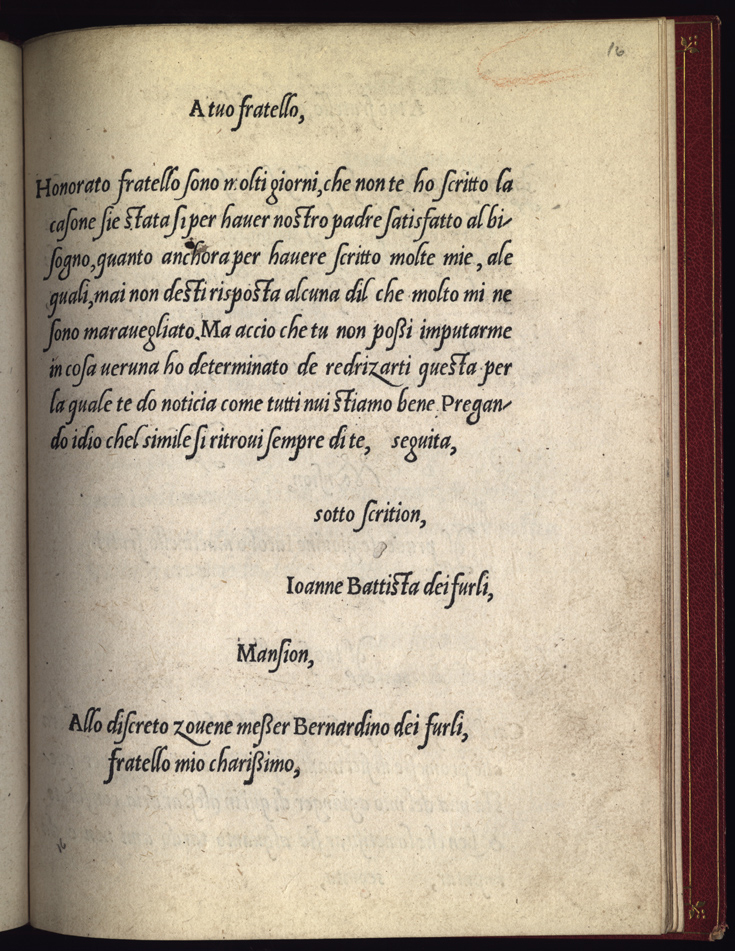 16
A tuo fratello,
Honorato fratello ſono molti giorni, che non te ho ſcritto la
caſone ſie ſtata ſi per hauer noſtro padre ſatisfatto al bi-
ſogno, quanto anchora per hauere ſcritto molte mie, ale
quali, mai non deſti riſpoſta alcuna dil che molto mi ne
ſono marauegliato. Ma accio che tu non poßi imputarme
in coſa ueruna ho determinato de redrizarti queſta per
la quale te do noticia come tutti nui ſtiamo bene. Pregan-
do idio chel simile ſi ritroui ſempre di te, seguita,
sotto ſcrition,
Ioanne Battiſta dei furli,
Manſion,
Allo diſcreto zouene meßer Bernardino dei furli,
fratello mio charißimo,
16